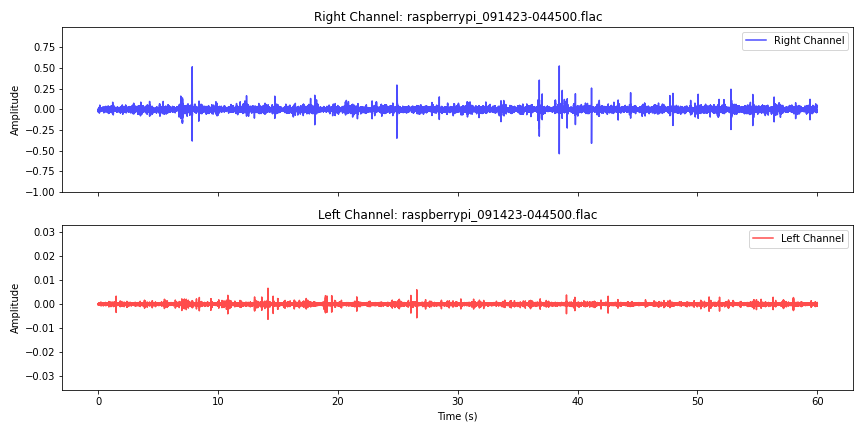 Right Channel: raspberrypi_091423-044500.flac
0.75
0.50
0.25
0.00
−0.25
−0.50
−0.75
−1.00
Amplitude
Right Channel
Left Channel: raspberrypi_091423-044500.flac
0.03
0.02
0.01
0.00
−0.01
−0.02
−0.03
Amplitude
Left Channel
0 10 20 30 40 50 60
Time (s)